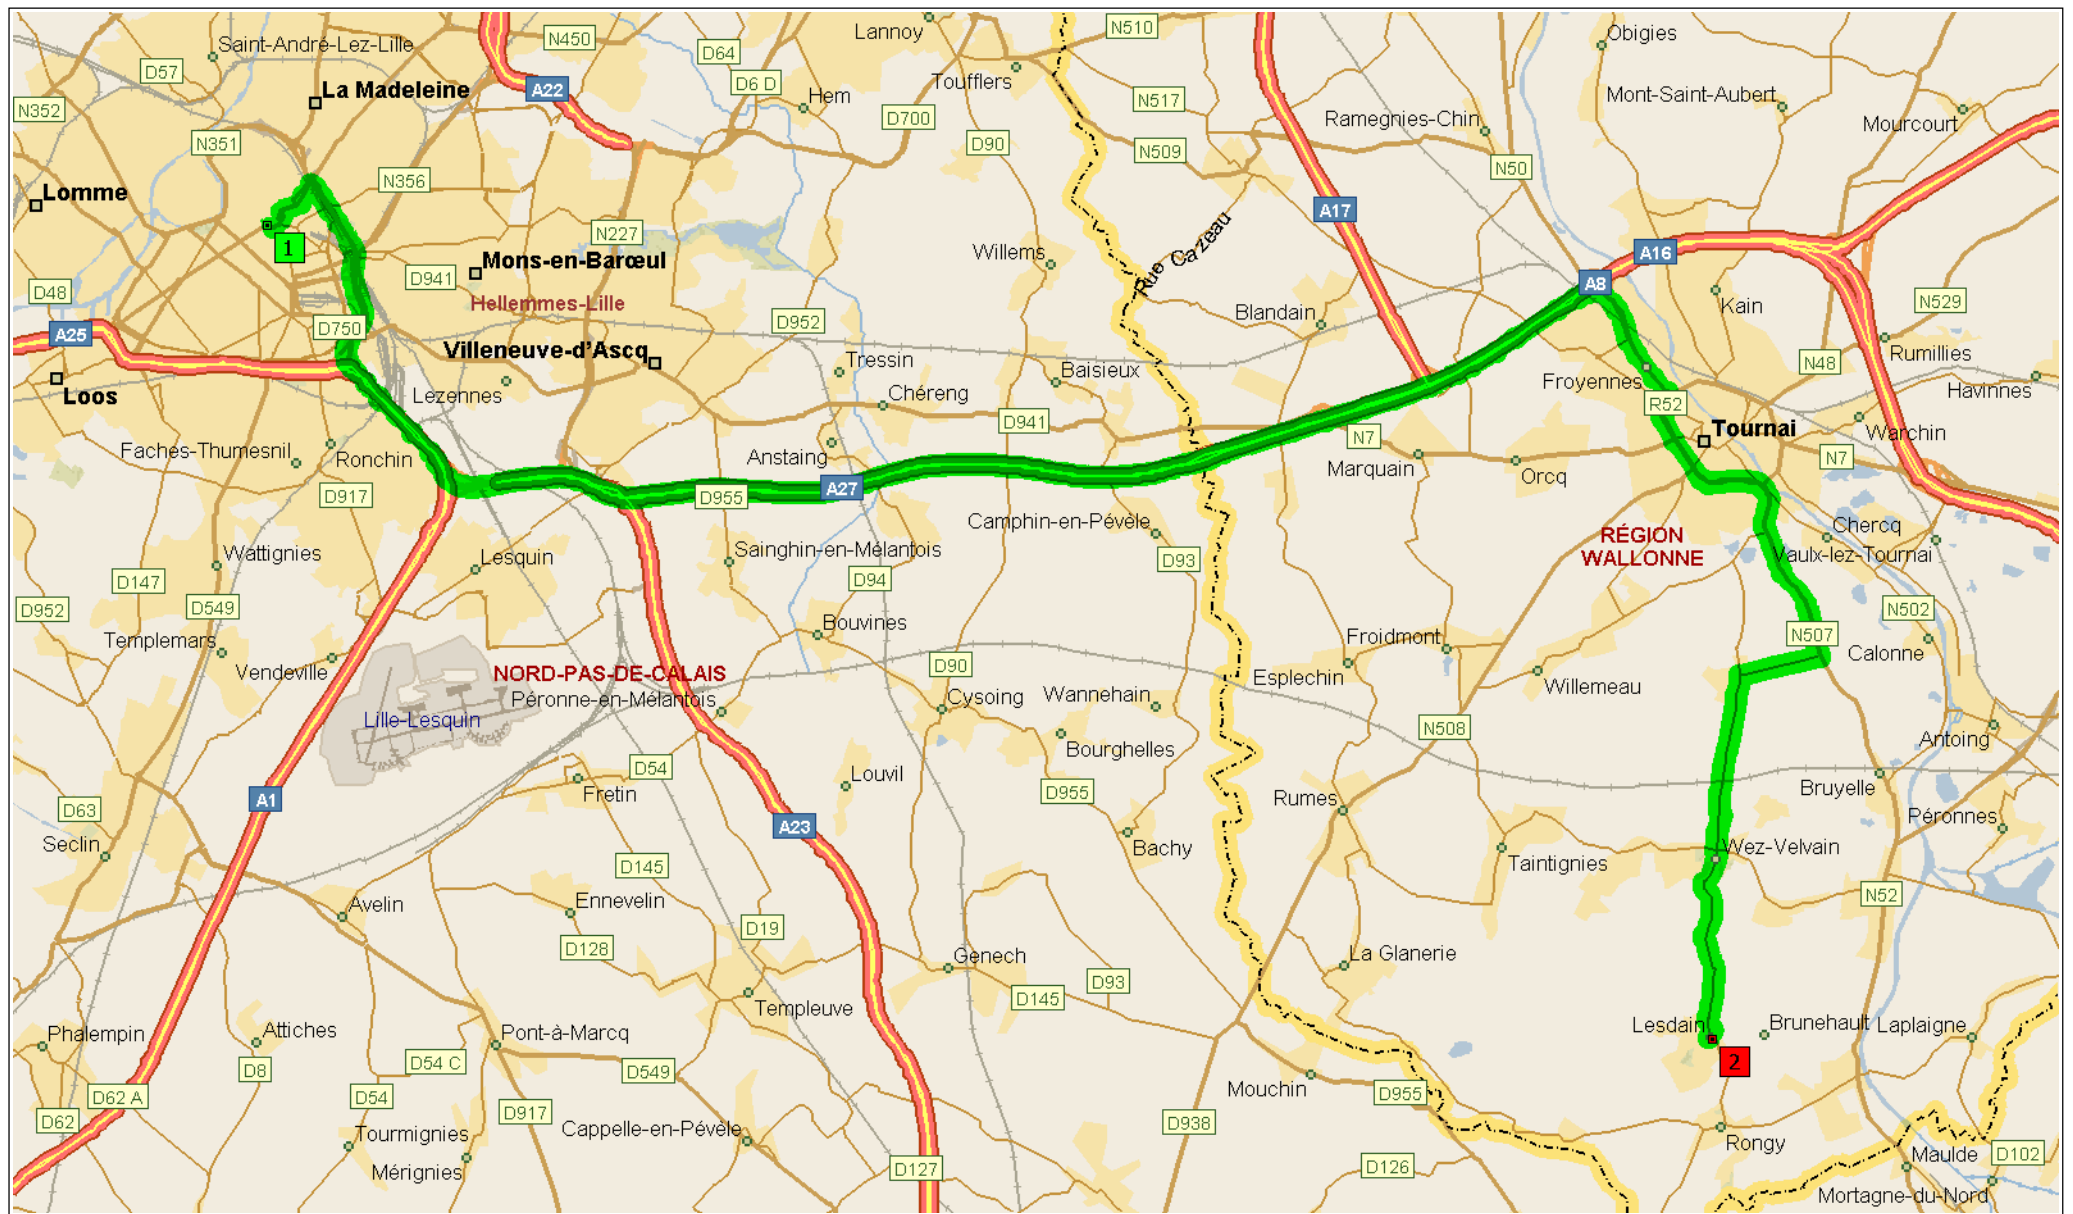 Saint-André-Lez-Lille
N450
D64
Lannoy
N510
Obigies
D57
La Madeleine
A22
D6 D
Hem
Toufflers
N517
Mont-Saint-Aubert
N352
N351
D700
D90
N509
Ramegnies-Chin
Mourcourt
Lomme
N356
N50
1
N227
Willems
Rue Cazeau
A17
A16
Mons-en-Barœul
D941
Hellemmes-Lille
D48
A8
Kain
N529
A25
D750
D952
Blandain
Villeneuve-d'Ascq
Tressin
Baisieux
Froyennes
N48
Rumillies
Loos
Lezennes
Chéreng
R52
Havinnes
D941
N7
Tournai
Warchin
Faches-Thumesnil
Ronchin
Anstaing
Marquain
Orcq
N7
D917
D955
A27
Camphin-en-Pévèle
Chercq
Wattignies
Lesquin
Sainghin-en-Mélantois
D93
RÉGION
WALLONNE
Vaulx-lez-Tournai
D147
D94
D952
D549
N502
Templemars
Bouvines
Froidmont
N507
Calonne
Vendeville
NORD-PAS-DE-CALAIS
D90
Esplechin
Willemeau
Péronne-en-Mélantois
Cysoing
Wannehain
Lille-Lesquin
N508
Antoing
Bourghelles
D54
Louvil
Fretin
D955
Rumes
Bruyelle
A1
D63
A23
Péronnes
Seclin
Bachy
Wez-Velvain
D145
Taintignies
Avelin
Ennevelin
N52
D19
D128
Genech
La Glanerie
D93
D145
Templeuve
Phalempin
Attiches
Pont-à-Marcq
Lesdain
Brunehault
Laplaigne
2
D8
D54 C
D549
Mouchin
D955
D62 A
D54
D917
D62
D938
Tourmignies
Cappelle-en-Pévèle
Rongy
Mérignies
D127
D126
Maulde
D102
Mortagne-du-Nord